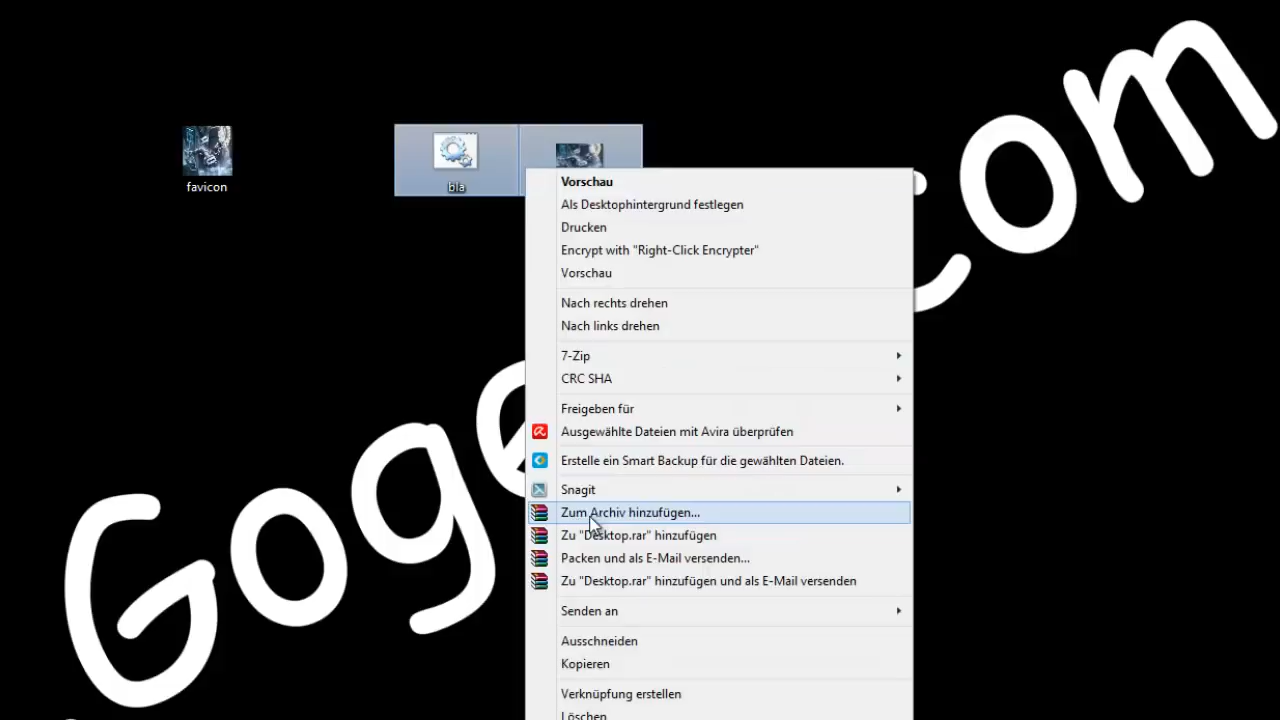 favicon
bla
Vorschau
Als Desktophintergrund festlegen
Drucken
Encrypt with "Right-Click Encrypter"
Vorschau
Nach rechts drehen
Nach links drehen
7-Zip
CRC SHA
Freigeben für
Ausgewählte Dateien mit Avira überprüfen
Erstelle ein Smart Backup für die gewählten Dateien.
Snagit
Zum Archiv hinzufügen...
Zu "Desktop.rar" hinzufügen
Packen und als E-Mail versenden...
Zu "Desktop.rar" hinzufügen und als E-Mail versenden
Senden an
Ausschneiden
Kopieren
Verknüpfung erstellen
Löschen